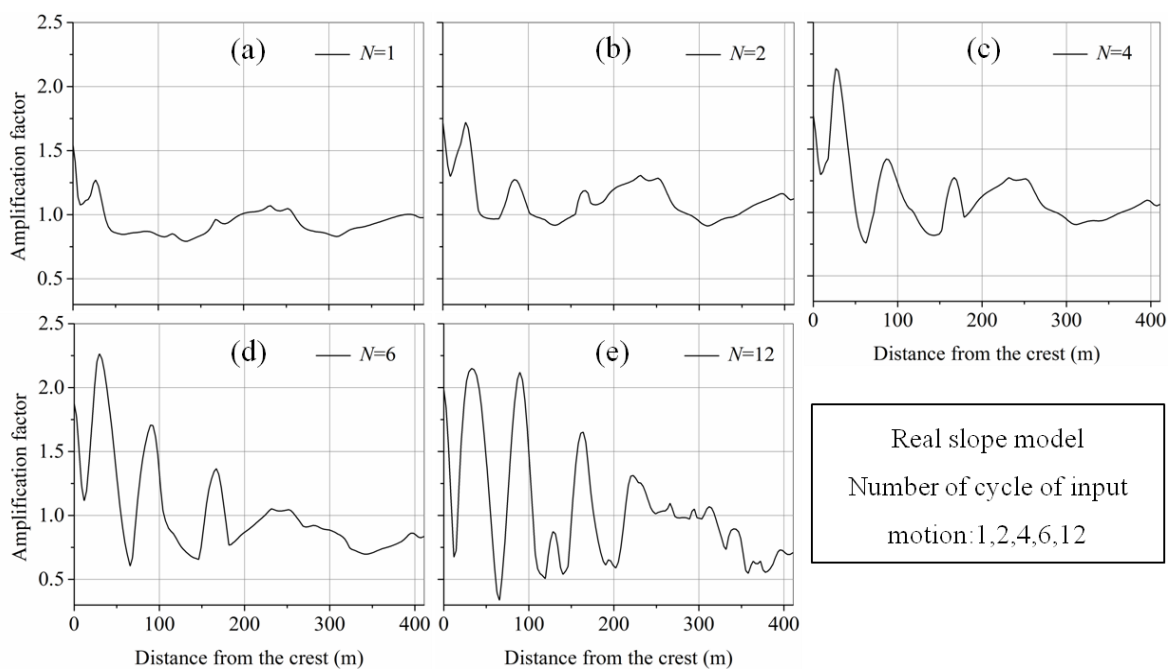 (a)
N=1
(b)
N=2
(c)
N=4
2.5
2.0
1.5
1.0
0.5
Amplification factor
0
100
200
300
400
Distance from the crest (m)
(d)
N=6
(e)
N=12
2.5
2.0
1.5
1.0
0.5
Amplification factor
0
100
200
300
400
Distance from the crest (m)
0
100
200
300
400
Distance from the crest (m)
Real slope model
Number of cycle of input
motion:1,2,4,6,12